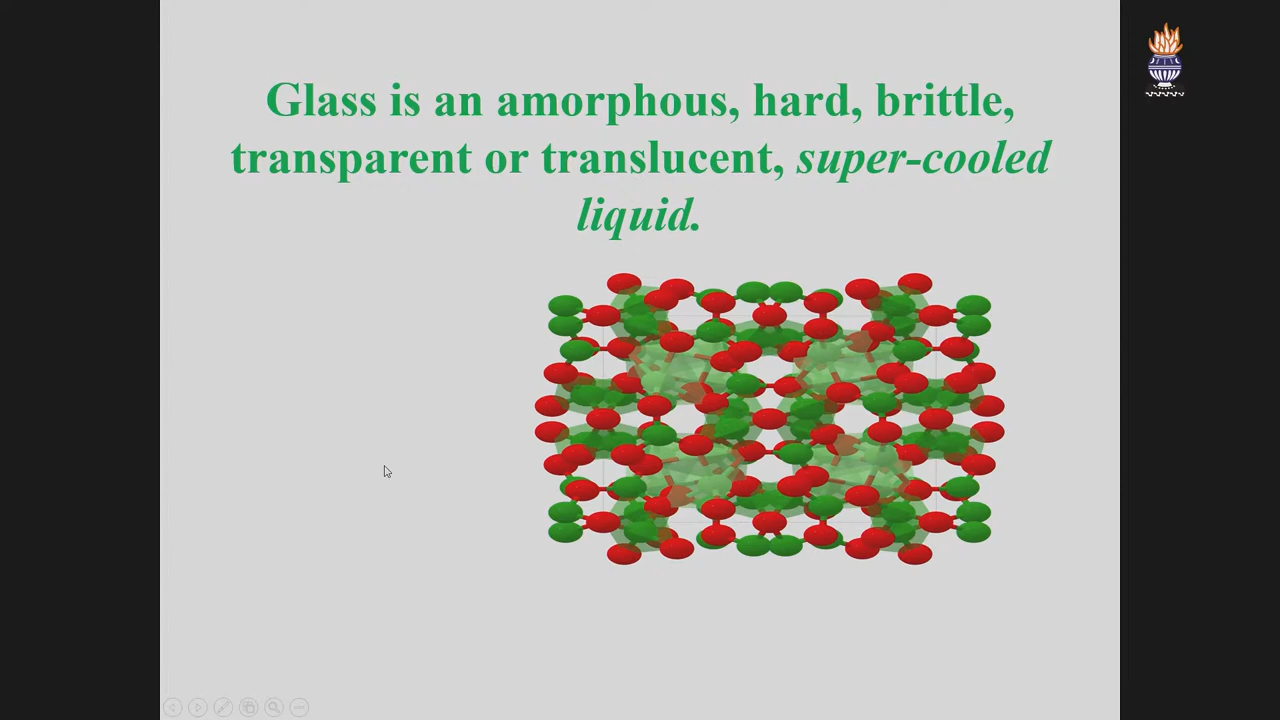 Glass is an amorphous, hard, brittle,
transparent or translucent, super-cooled
liquid.